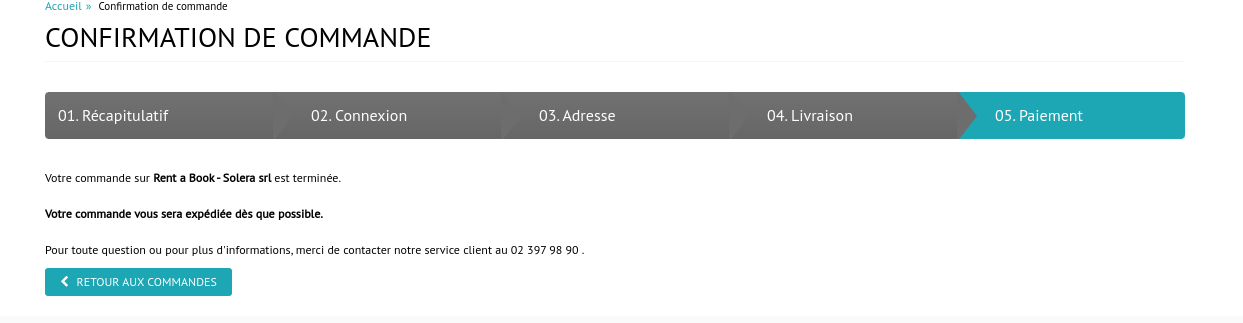 Accueil » Confirmation de commande
CONFIRMATION DE COMMANDE
01. Récapitulatif 02. Connexion 03. Adresse 04. Livraison 05. Paiement
Votre commande sur Rent a Book - Solera srl est terminée.
Votre commande vous sera expédiée dès que possible.
Pour toute question ou pour plus d'informations, merci de contacter notre service client au 02 397 98 90 .
RETOUR AUX COMMANDES